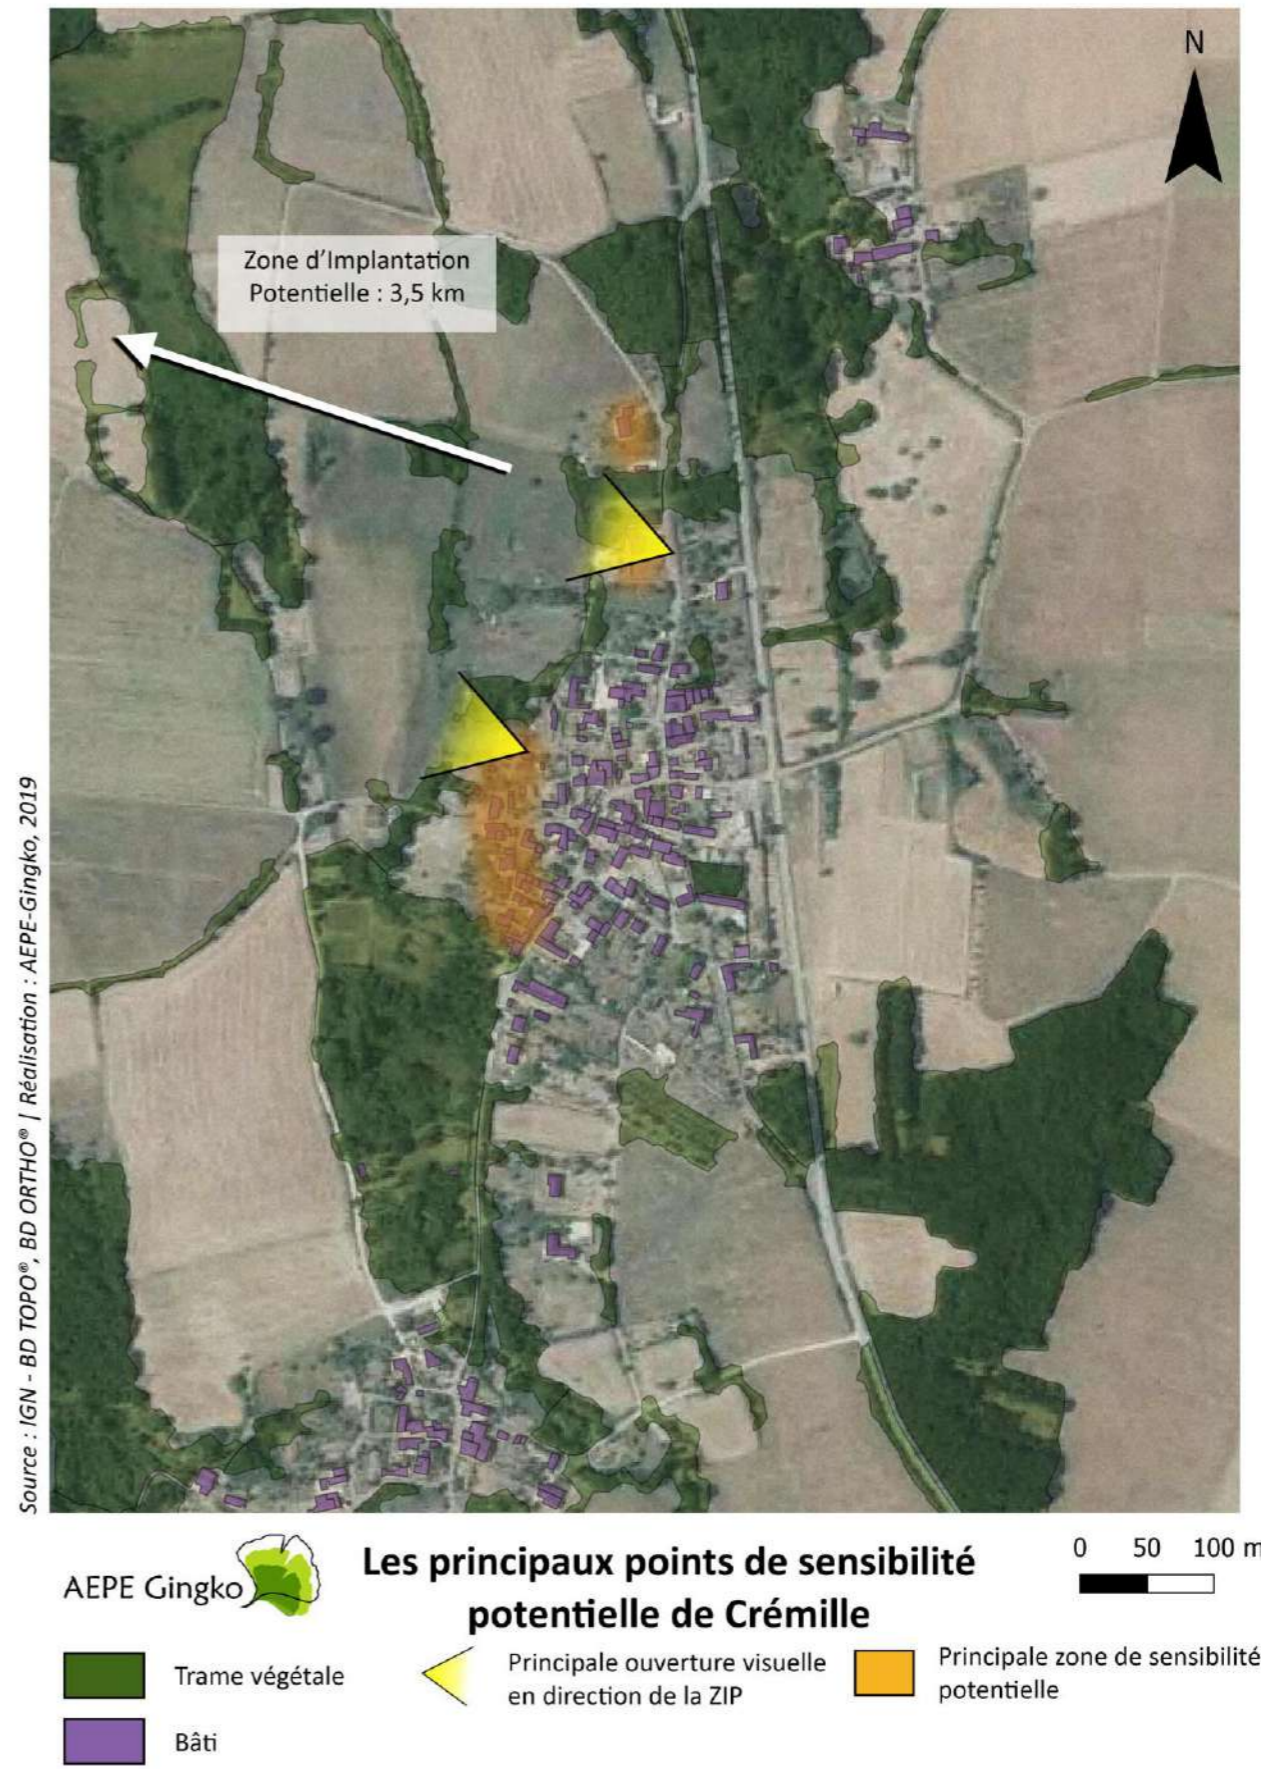 N
Zone d'Implantation
Potentielle : 3,5 km
Source : IGN - BD TOPO®, BD ORTHO® | Réalisation : AEPE-Gingko, 2019
AEPE Gingko
Les principaux points de sensibilité
potentielle de Crémille
0 50 100 m
Trame végétale
Bâti
Principale ouverture visuelle
en direction de la ZIP
Principale zone de sensibilité
potentielle